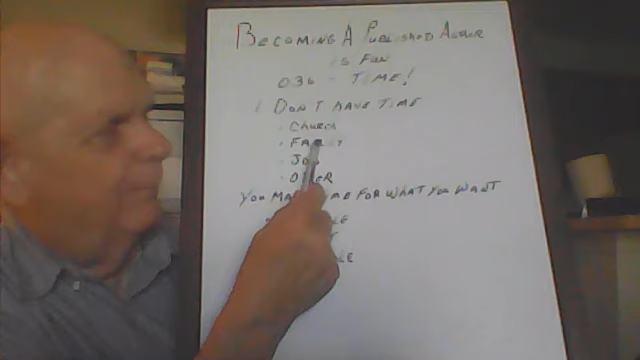 BECOMING A PUBLISHED AUTHOR
IS FUN
036 - TIME!
I DON'T HAVE TIME
- CHURCH
- FAMILY
- JOB
- OTHER
YOU MAKE TIME FOR WHAT YOU WANT